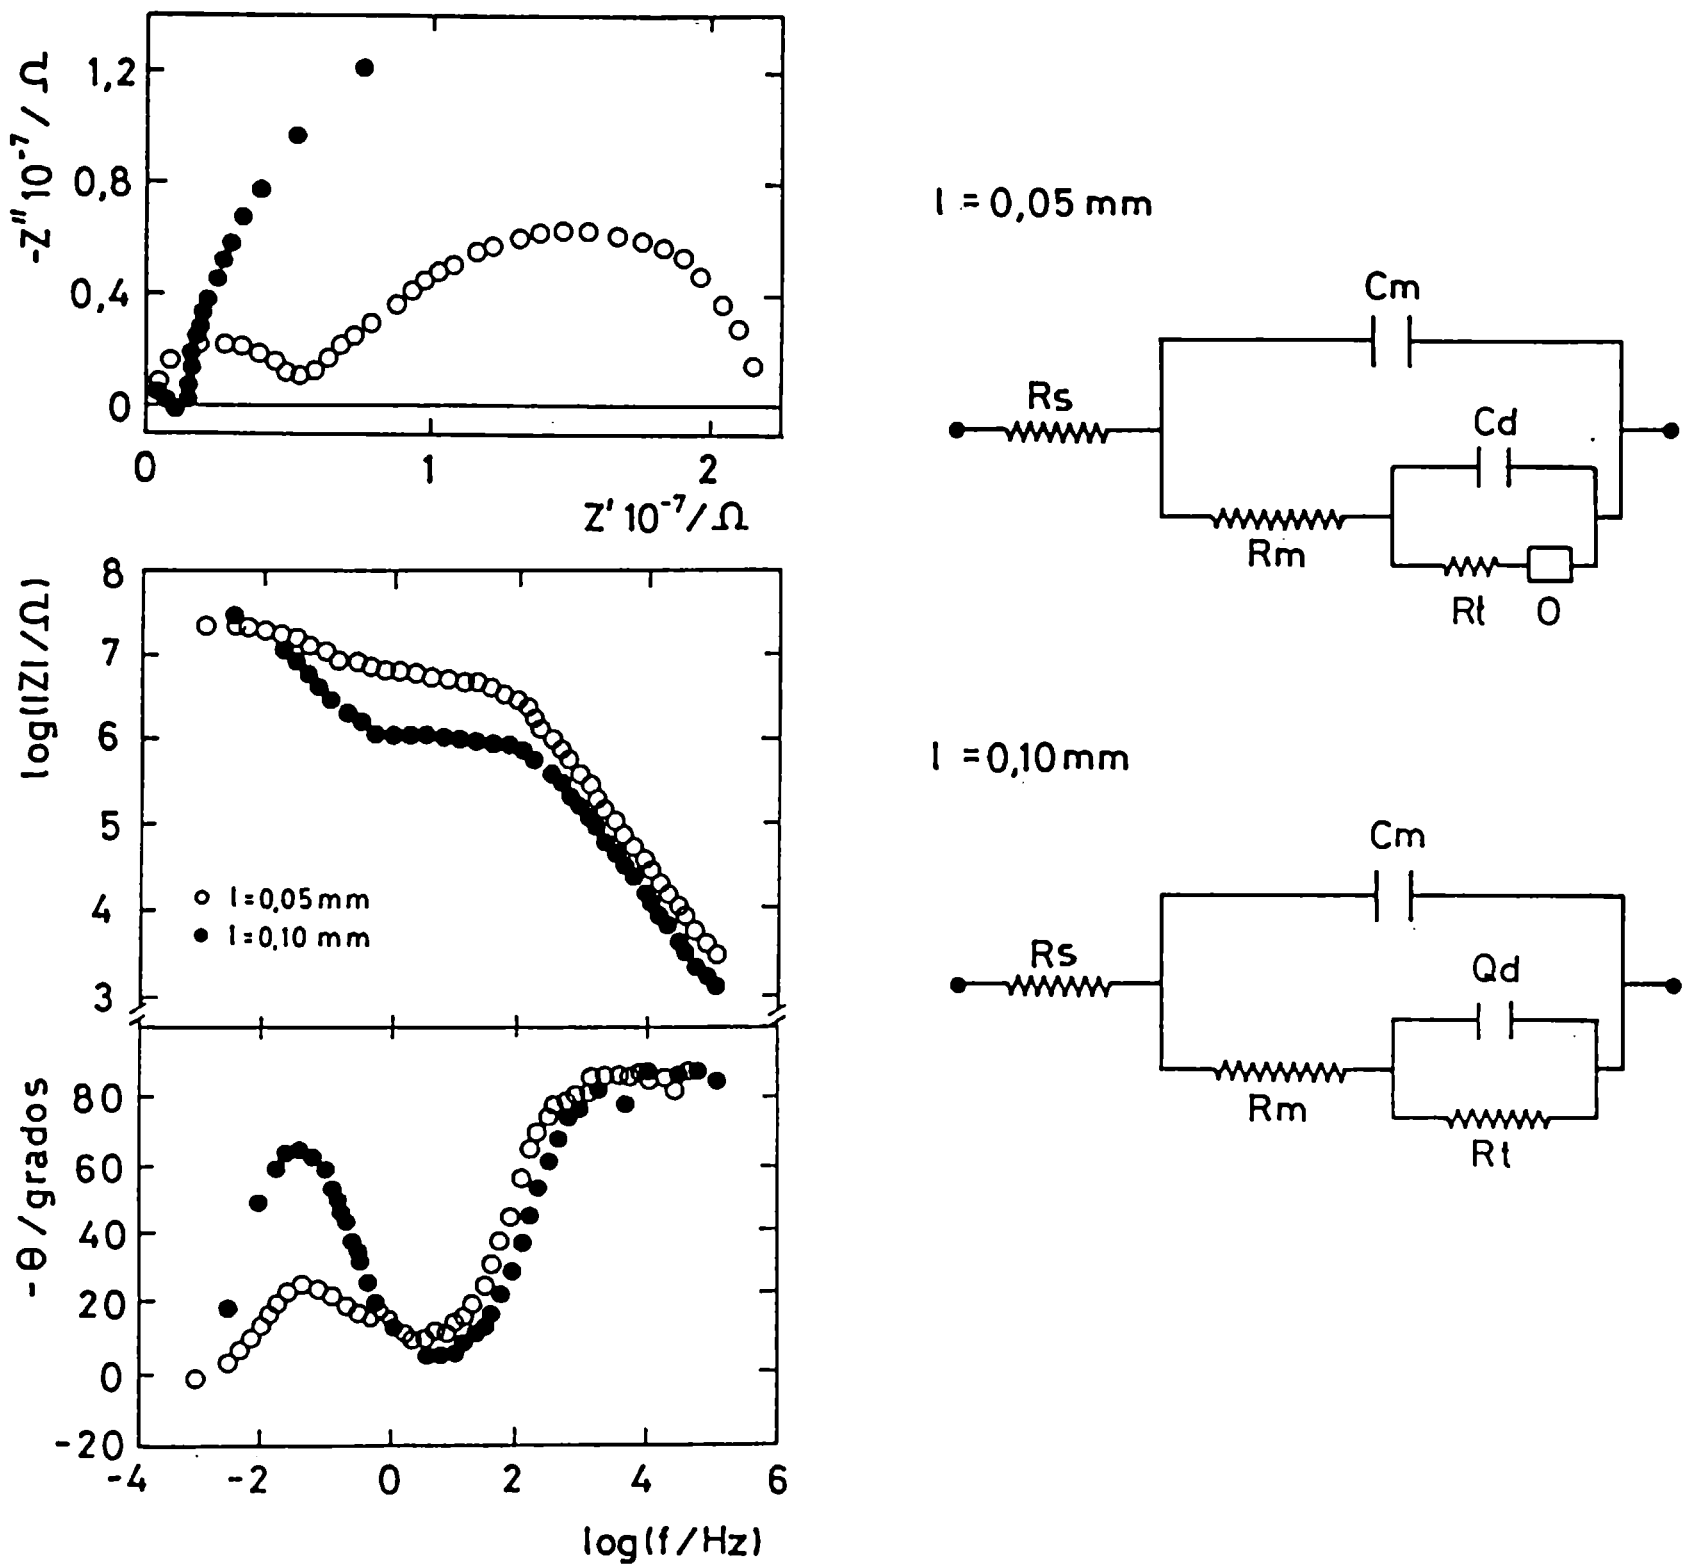 -Z'' 10⁻⁷ / Ω
1,2
0,8
0,4
0
0
1
2
Z' 10⁻⁷/Ω
log(IZI/Ω)
8
7
6
5
4
3
l=0,05mm
l=0,10 mm
-θ/grados
80
60
40
20
0
-20
-4
-2
0
2
4
6
log(f/Hz)
l = 0,05 mm
Cm
Rs
Cd
Rm
Rt
O
l = 0,10 mm
Cm
Rs
Qd
Rm
Rt